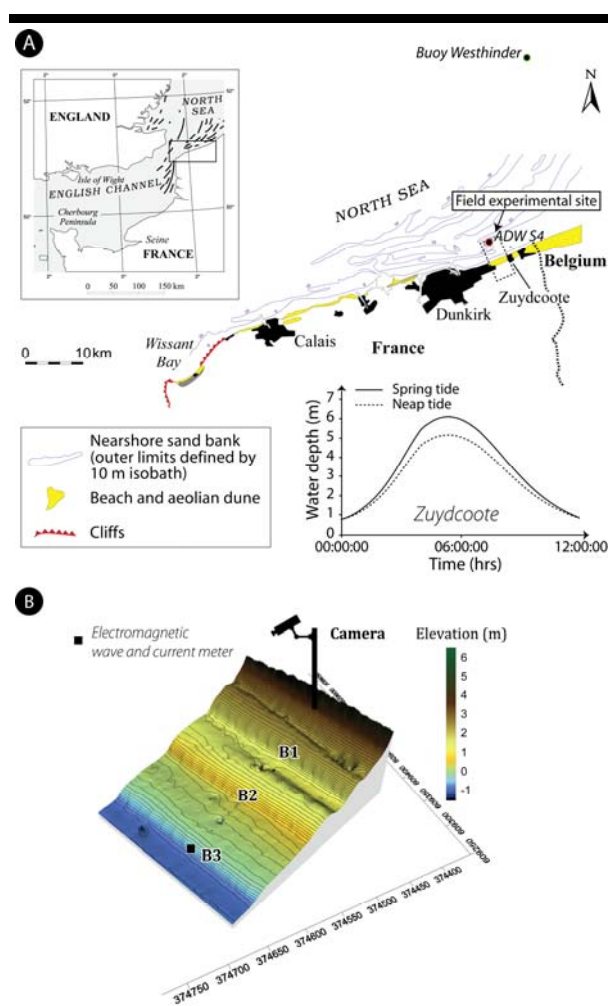 A
Buoy Westhinder
N
NORTH
SEA
ENGLAND
Isle of Wight
ENGLISH CHANNEL
Cherbourg
Peninsula
Seine
FRANCE
0 50 100 150 km
NORTH SEA
Field experimental site
ADW S4
Belgium
Zuydcoote
Dunkirk
Calais
France
Wissant
Bay
0 10km
Nearshore sand bank
(outer limits defined by
10 m isobath)
Beach and aeolian dune
Cliffs
Spring tide
Neap tide
Water depth (m)
7
6
5
4
3
2
1
0
Zuydcoote
00:00:00 06:00:00 12:00:00
Time (hrs)
B
Electromagnetic
wave and current meter
Camera
Elevation (m)
6
5
4
3
2
1
0
-1
B1
B2
B3
609300
609250
374750 374700 374650 374600 374550 374500 374450 374400